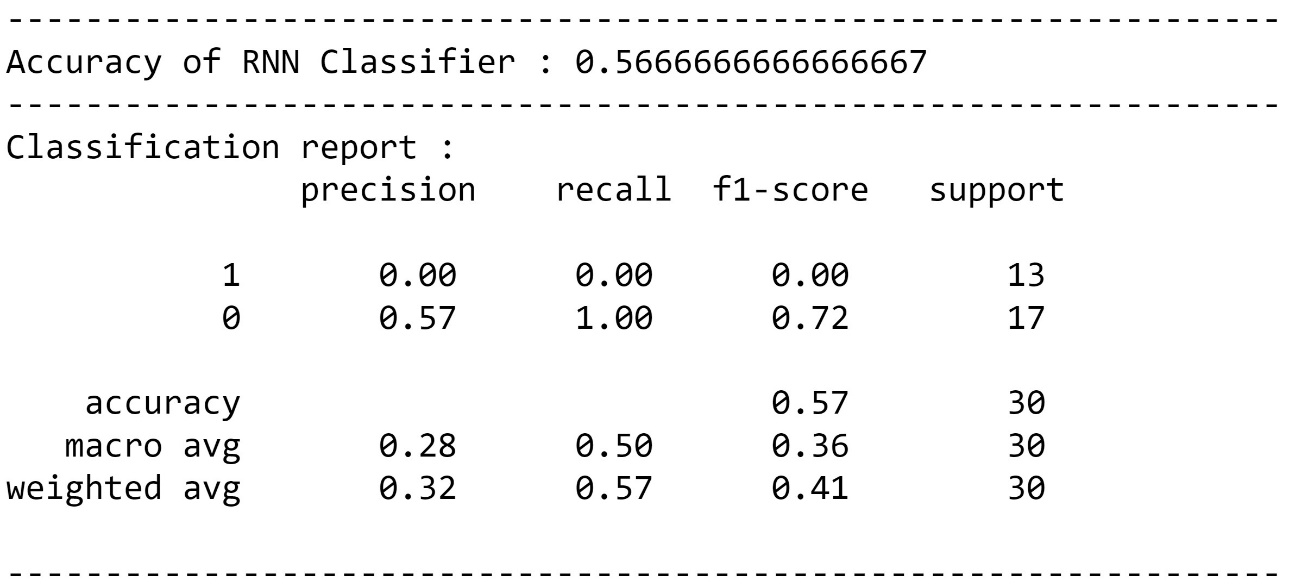 -----------------------------------------------------------------
Accuracy of RNN Classifier : 0.5666666666666667
-----------------------------------------------------------------
Classification report :
               precision    recall  f1-score   support

           1       0.00      0.00      0.00        13
           0       0.57      1.00      0.72        17

    accuracy                           0.57        30
   macro avg       0.28      0.50      0.36        30
weighted avg       0.32      0.57      0.41        30

-----------------------------------------------------------------